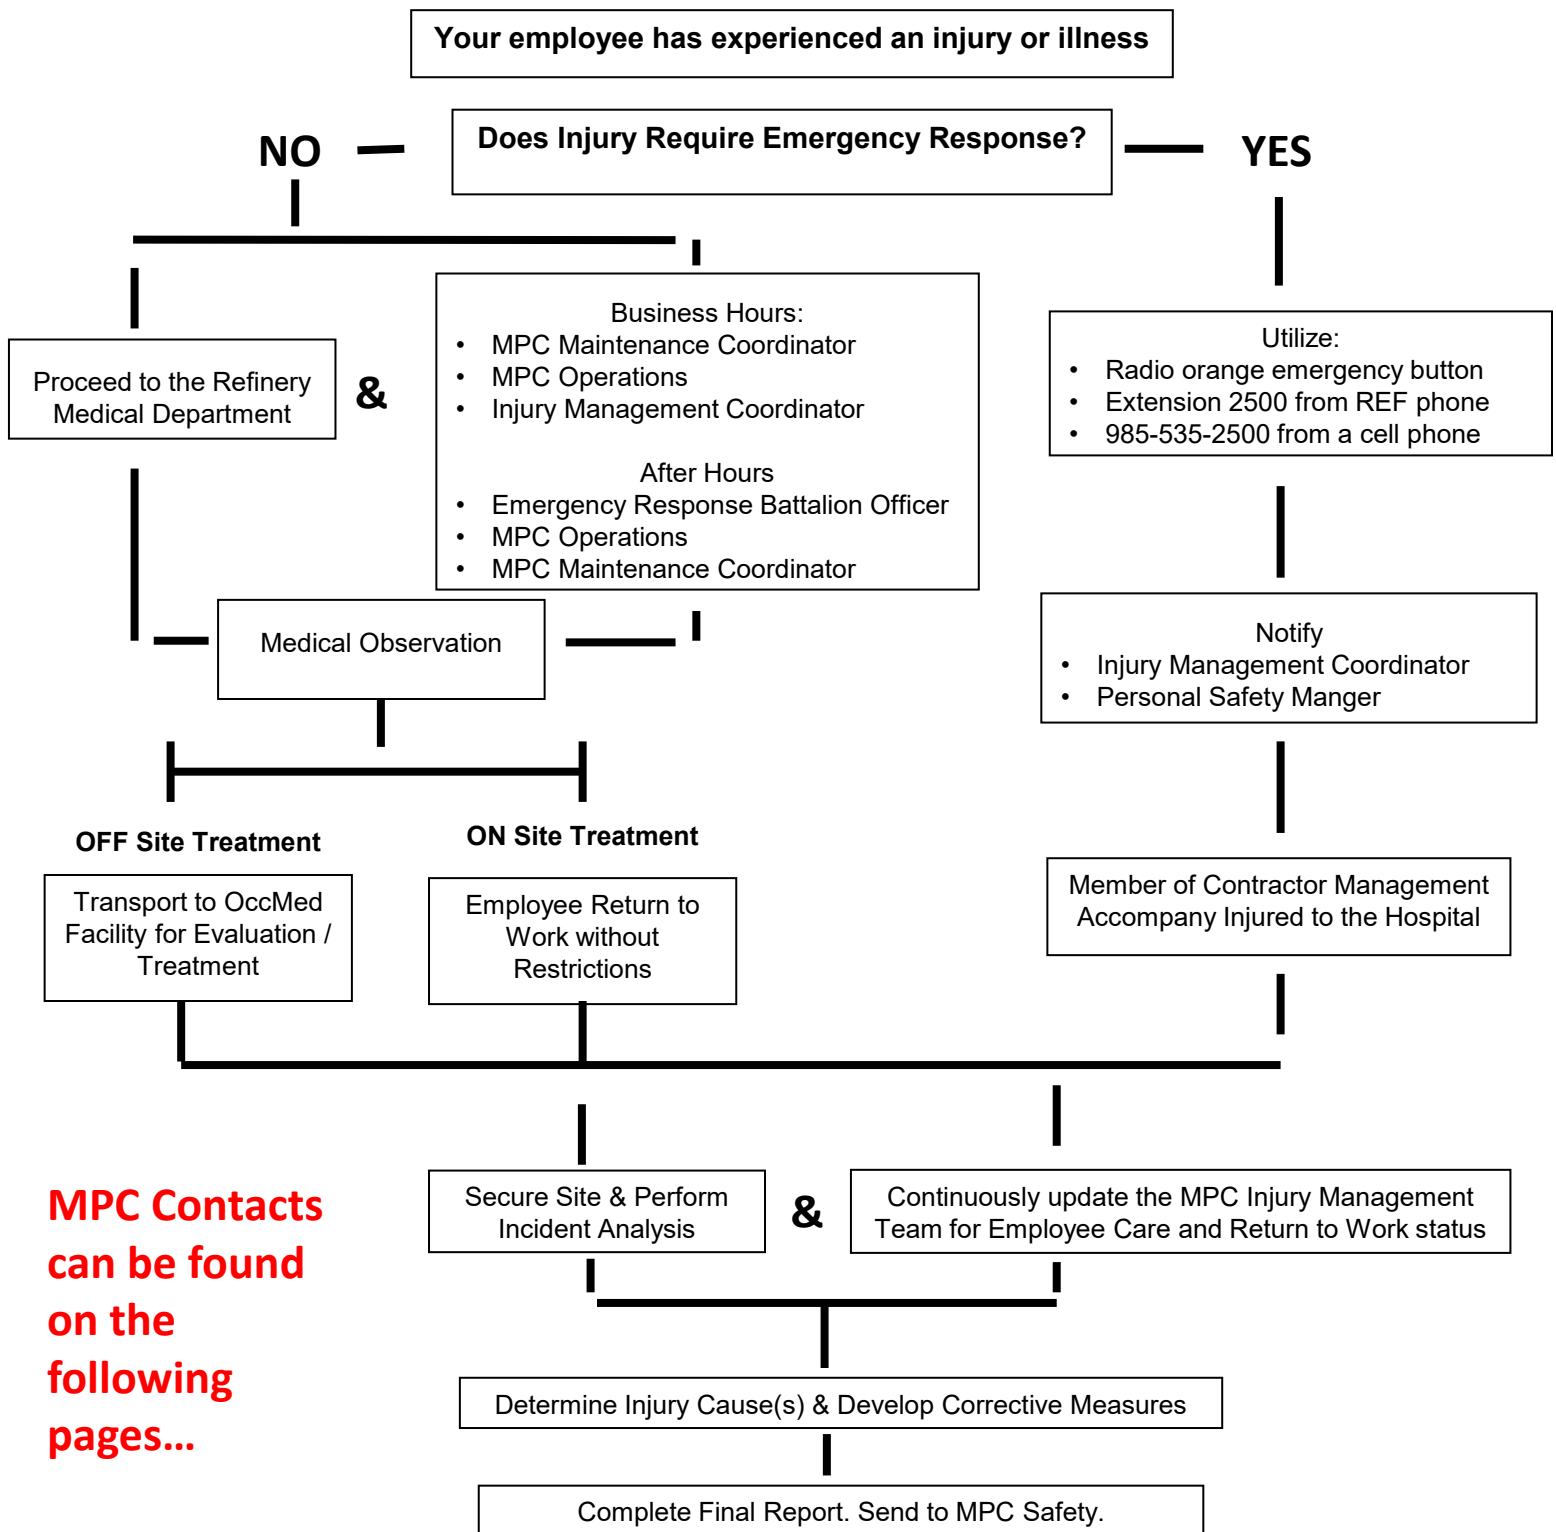 Your employee has experienced an injury or illness
Does Injury Require Emergency Response?
NO
YES
Proceed to the Refinery
Medical Department
&
Business Hours:
• MPC Maintenance Coordinator
• MPC Operations
• Injury Management Coordinator
After Hours
• Emergency Response Battalion Officer
• MPC Operations
• MPC Maintenance Coordinator
Utilize:
• Radio orange emergency button
• Extension 2500 from REF phone
• 985-535-2500 from a cell phone
Medical Observation
Notify
• Injury Management Coordinator
• Personal Safety Manger
OFF Site Treatment
ON Site Treatment
Transport to OccMed
Facility for Evaluation /
Treatment
Employee Return to
Work without
Restrictions
Member of Contractor Management
Accompany Injured to the Hospital
Secure Site & Perform
Incident Analysis
&
Continuously update the MPC Injury Management
Team for Employee Care and Return to Work status
MPC Contacts
can be found
on the
following
pages…
Determine Injury Cause(s) & Develop Corrective Measures
Complete Final Report. Send to MPC Safety.